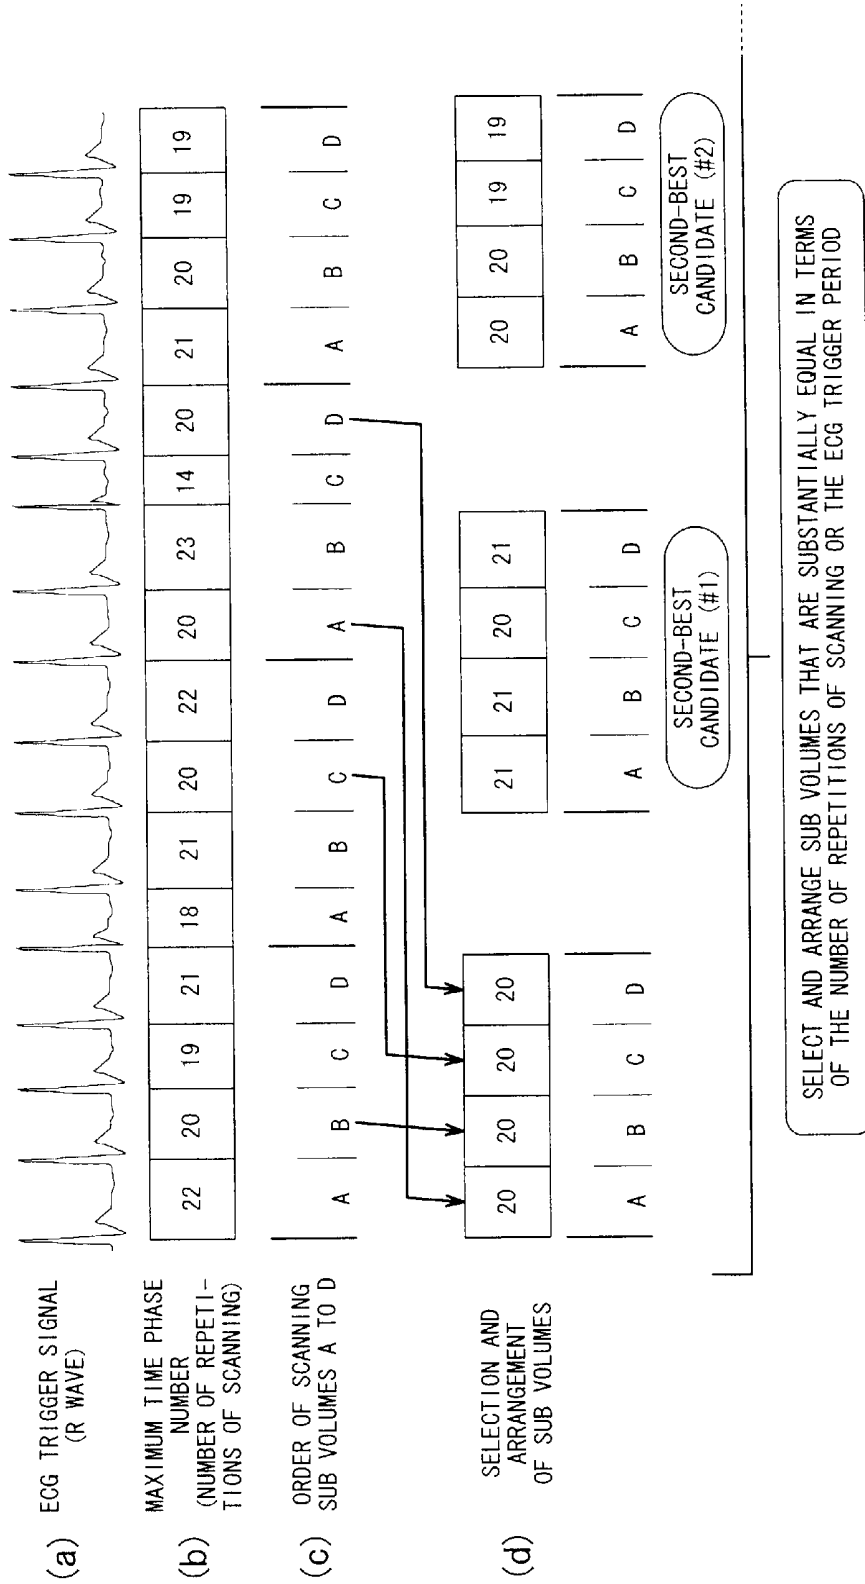 (a) ECG TRIGGER SIGNAL
(R WAVE)
(b) MAXIMUM TIME PHASE
NUMBER
(NUMBER OF REPETI-
TIONS OF SCANNING)
22 20 19 21 18 21 20 22 20 23 14 20 21 20 19 19
(c) ORDER OF SCANNING
SUB VOLUMES A TO D
A B C D A B C D A B C D A B C D
(d) SELECTION AND
ARRANGEMENT
OF SUB VOLUMES
20 20 20 20
A B C D
21 21 20 21
A B C D
SECOND-BEST
CANDIDATE (#1)
20 20 19 19
A B C D
SECOND-BEST
CANDIDATE (#2)
SELECT AND ARRANGE SUB VOLUMES THAT ARE SUBSTANTIALLY EQUAL IN TERMS
OF THE NUMBER OF REPETITIONS OF SCANNING OR THE ECG TRIGGER PERIOD